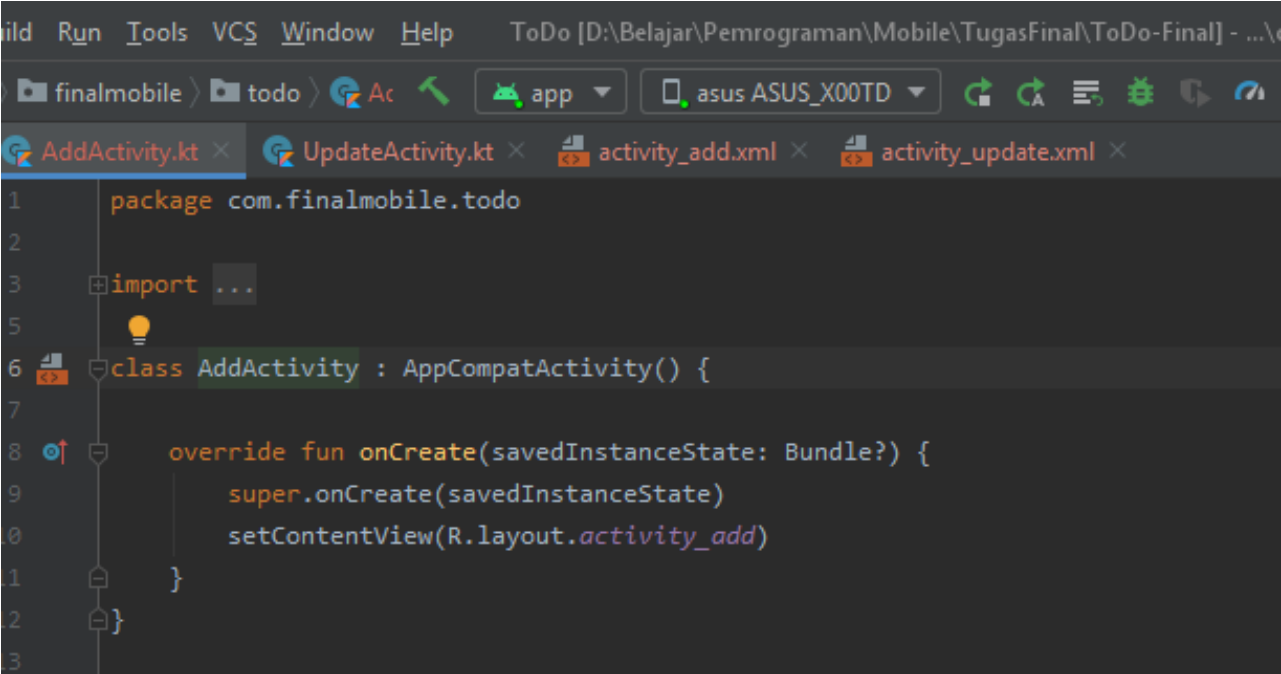 ild Run Tools VCS Window Help ToDo [D:\Belajar\Pemrograman\Mobile\TugasFinal\ToDo-Final] - ...\
finalmobile todo Ac app asus ASUS_X00TD
AddActivity.kt UpdateActivity.kt activity_add.xml activity_update.xml
1 package com.finalmobile.todo
2
3 import ...
5
6 class AddActivity : AppCompatActivity() {
7
8 override fun onCreate(savedInstanceState: Bundle?) {
9 super.onCreate(savedInstanceState)
10 setContentView(R.layout.activity_add)
11 }
12 }
13